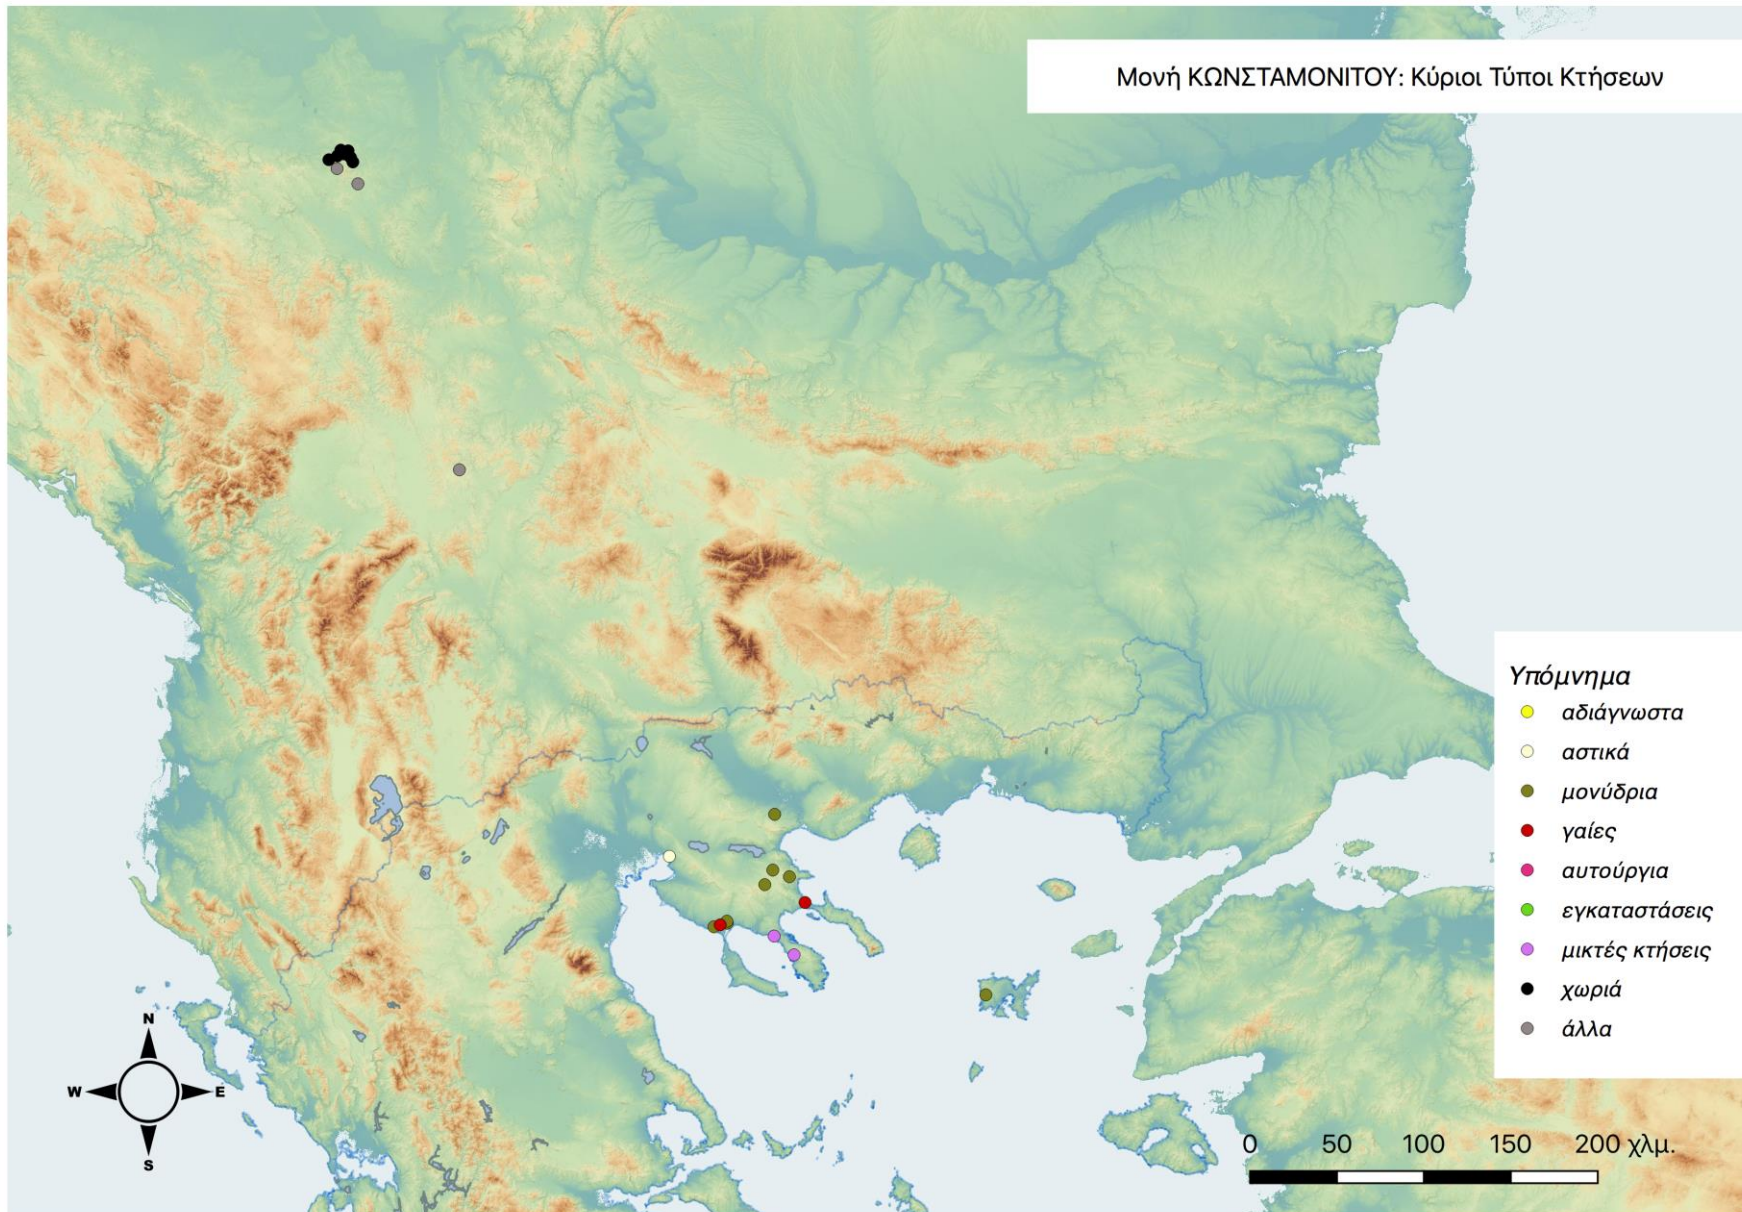 Μονή ΚΩΝΣΤΑΜΟΝΙΤΟΥ: Κύριοι Τύποι Κτήσεων
Υπόμνημα
αδιάγνωστα
αστικά
μονύδρια
γαίες
αυτούργια
εγκαταστάσεις
μικτές κτήσεις
χωριά
άλλα
N
W E
S
0 50 100 150 200 χλμ.